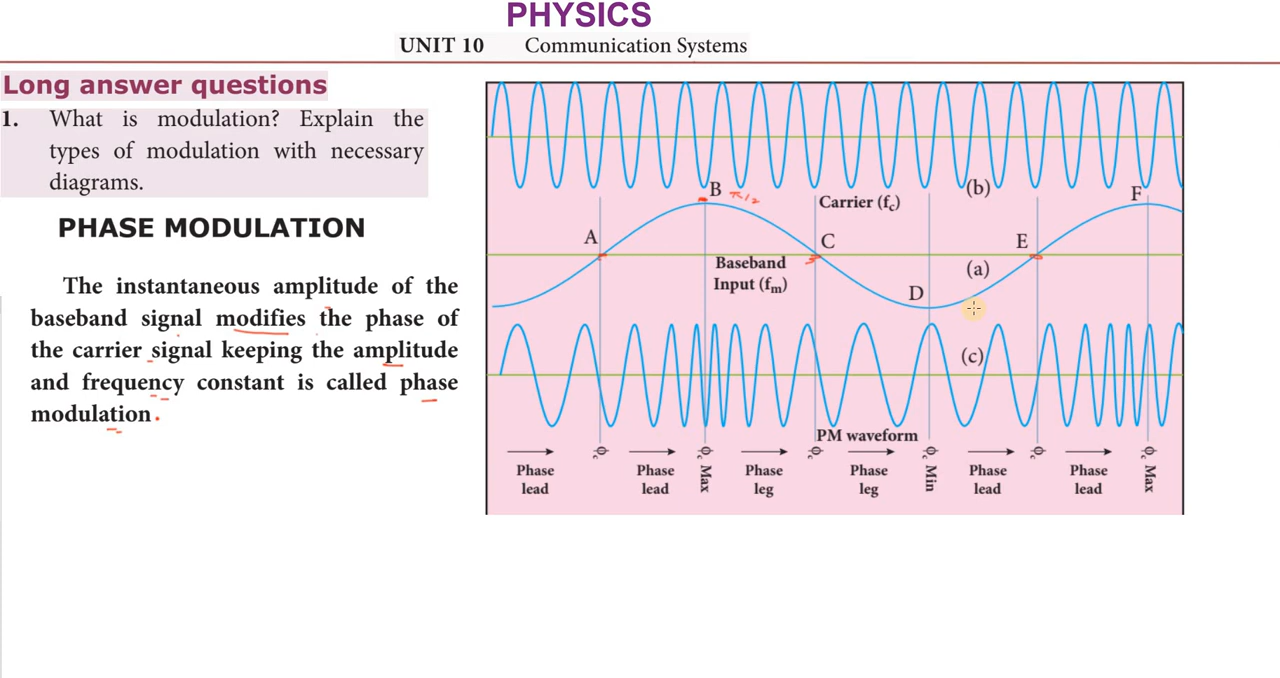 PHYSICS
UNIT 10 Communication Systems
Long answer questions
1. What is modulation? Explain the
types of modulation with necessary
diagrams.
PHASE MODULATION
The instantaneous amplitude of the
baseband signal modifies the phase of
the carrier signal keeping the amplitude
and frequency constant is called phase
modulation.
(b)
B π/2
F
Carrier (fc)
A
C
E
Baseband
Input (fm)
(a)
D
(c)
PM waveform
ϕc
ϕc Max
ϕc
ϕc Min
ϕc
ϕc Max
Phase
lead
Phase
lead
Phase
leg
Phase
leg
Phase
lead
Phase
lead